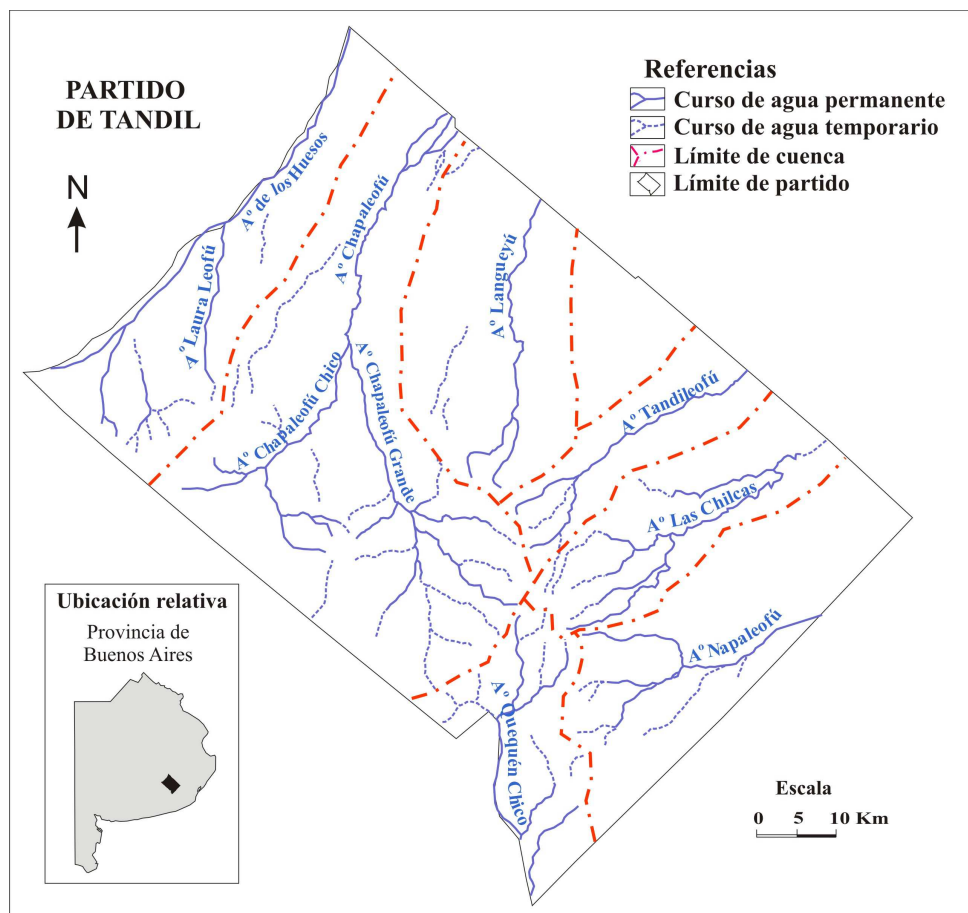 PARTIDO
DE TANDIL
N
Referencias
Curso de agua permanente
Curso de agua temporario
Límite de cuenca
Límite de partido
Aº de los Huesos
Aº Laura Leofú
Aº Chapaleofú
Aº Langueyú
Aº Chapaleofú Chico
Aº Chapaleofú Grande
Aº Tandileofú
Aº Las Chilcas
Aº Napaleofú
Aº Quequén Chico
Ubicación relativa
Provincia de
Buenos Aires
Escala
0 5 10 Km